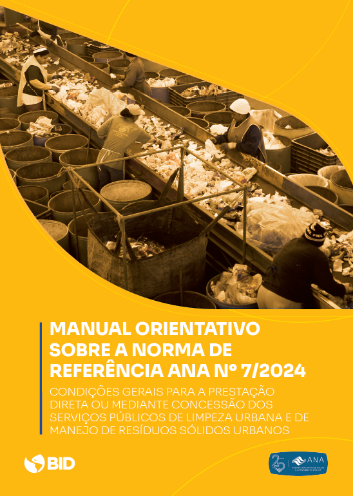 MANUAL ORIENTATIVO
SOBRE A NORMA DE
REFERÊNCIA ANA Nº 7/2024
CONDIÇÕES GERAIS PARA A PRESTAÇÃO
DIRETA OU MEDIANTE CONCESSÃO DOS
SERVIÇOS PÚBLICOS DE LIMPEZA URBANA E DE
MANEJO DE RESÍDUOS SÓLIDOS URBANOS
BID
ANA